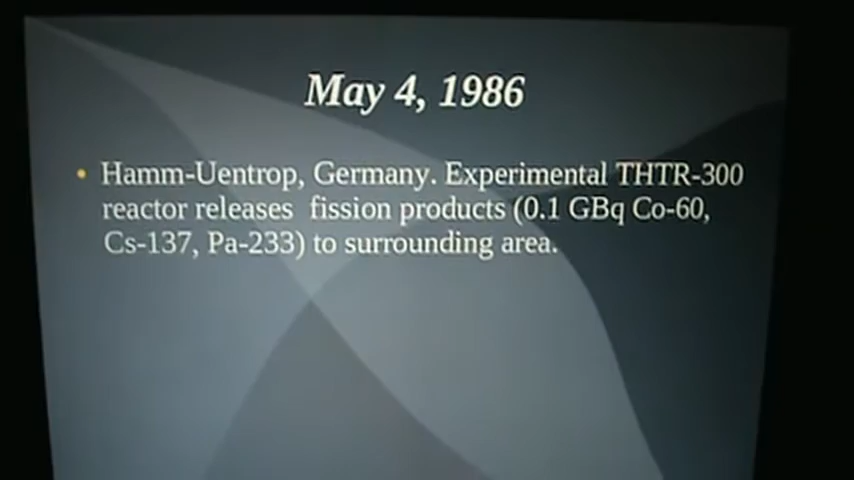 May 4, 1986
• Hamm-Uentrop, Germany. Experimental THTR-300
reactor releases  fission products (0.1 GBq Co-60,
Cs-137, Pa-233) to surrounding area.